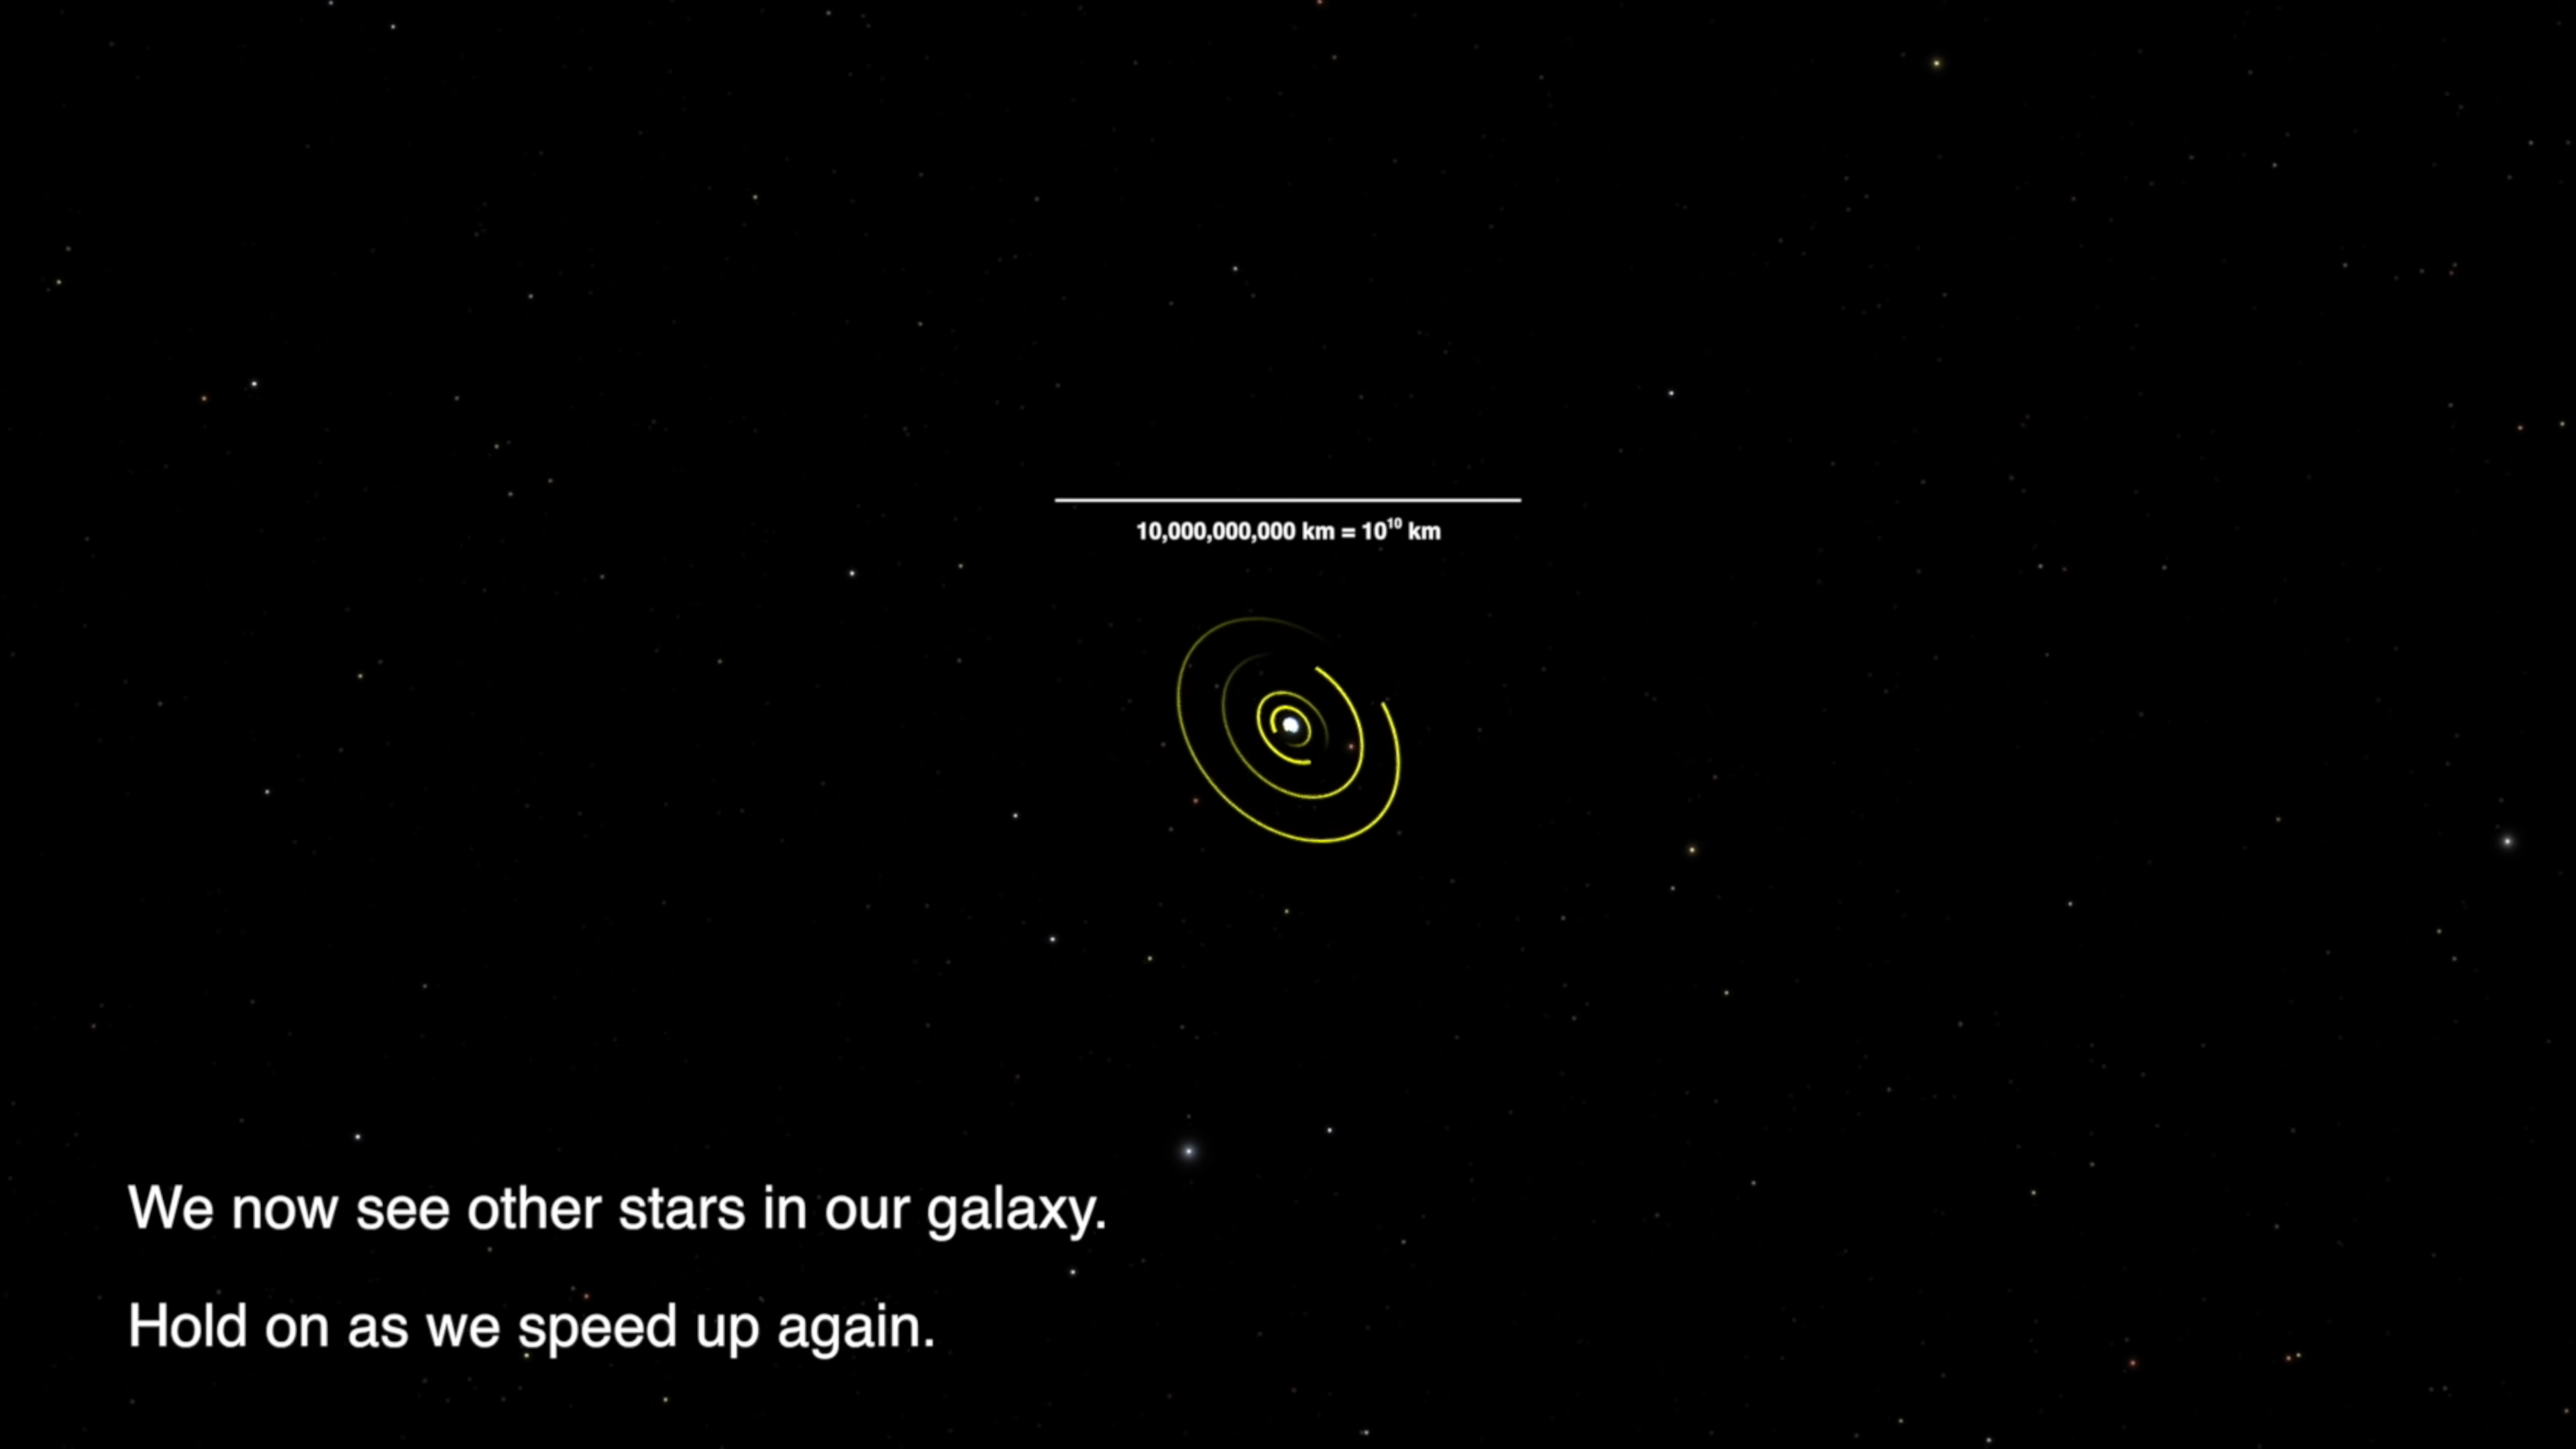 10,000,000,000 km = 10¹⁰ km
We now see other stars in our galaxy.
Hold on as we speed up again.